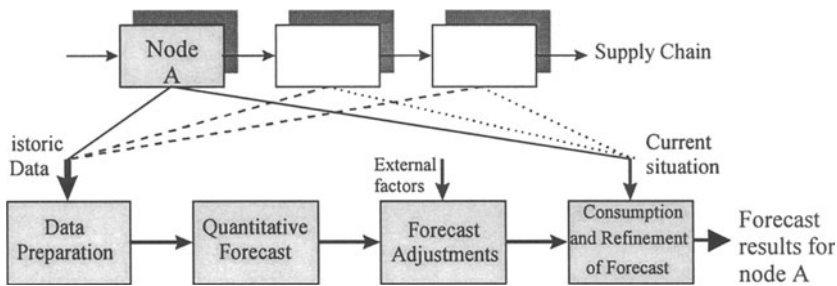 Node
A
Supply Chain
istoric
Data
Current
situation
External
factors
Data
Preparation
Quantitative
Forecast
Forecast
Adjustments
Consumption
and Refinement
of Forecast
Forecast
results for
node A